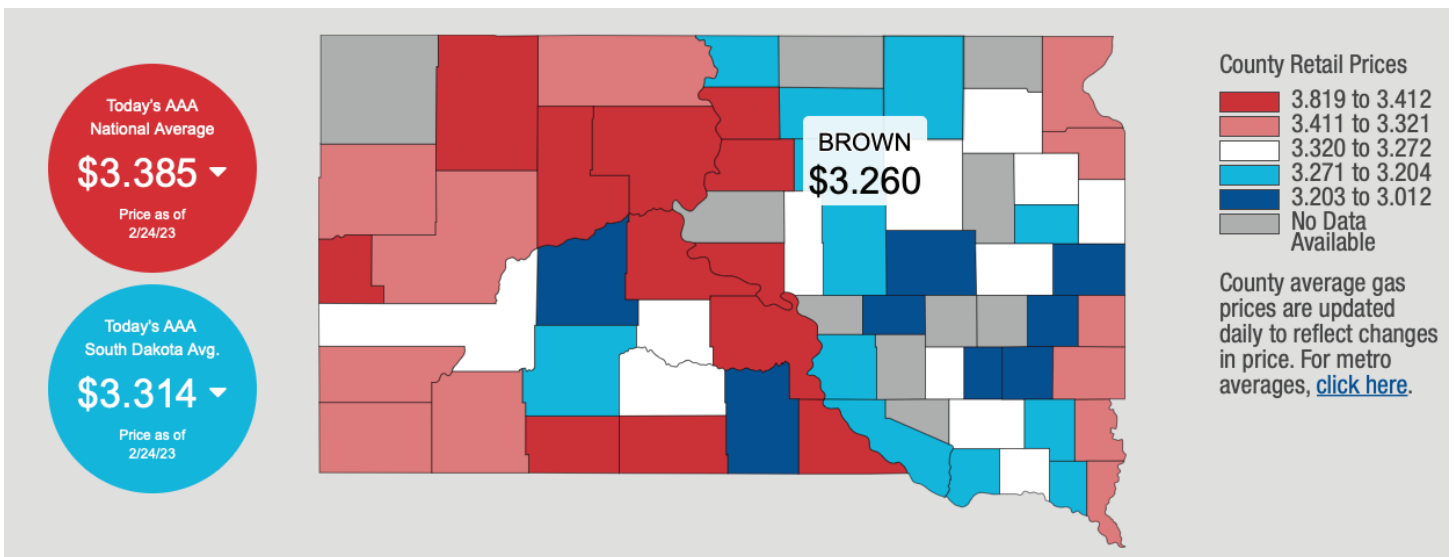 Today's AAA
National Average
$3.385
Price as of
2/24/23
Today's AAA
South Dakota Avg.
$3.314
Price as of
2/24/23
BROWN
$3.260
County Retail Prices
3.819 to 3.412
3.411 to 3.321
3.320 to 3.272
3.271 to 3.204
3.203 to 3.012
No Data
Available
County average gas
prices are updated
daily to reflect changes
in price. For metro
averages, click here.